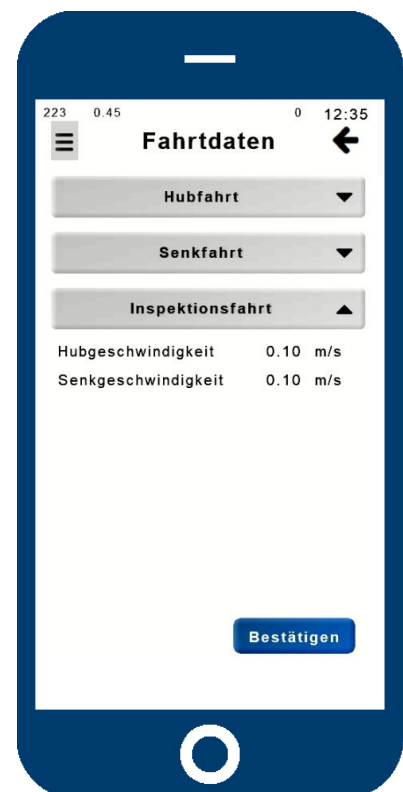 223 0.45 0 12:35
Fahrtdaten
Hubfahrt
Senkfahrt
Inspektionsfahrt
Hubgeschwindigkeit 0.10 m/s
Senkgeschwindigkeit 0.10 m/s
Bestätigen